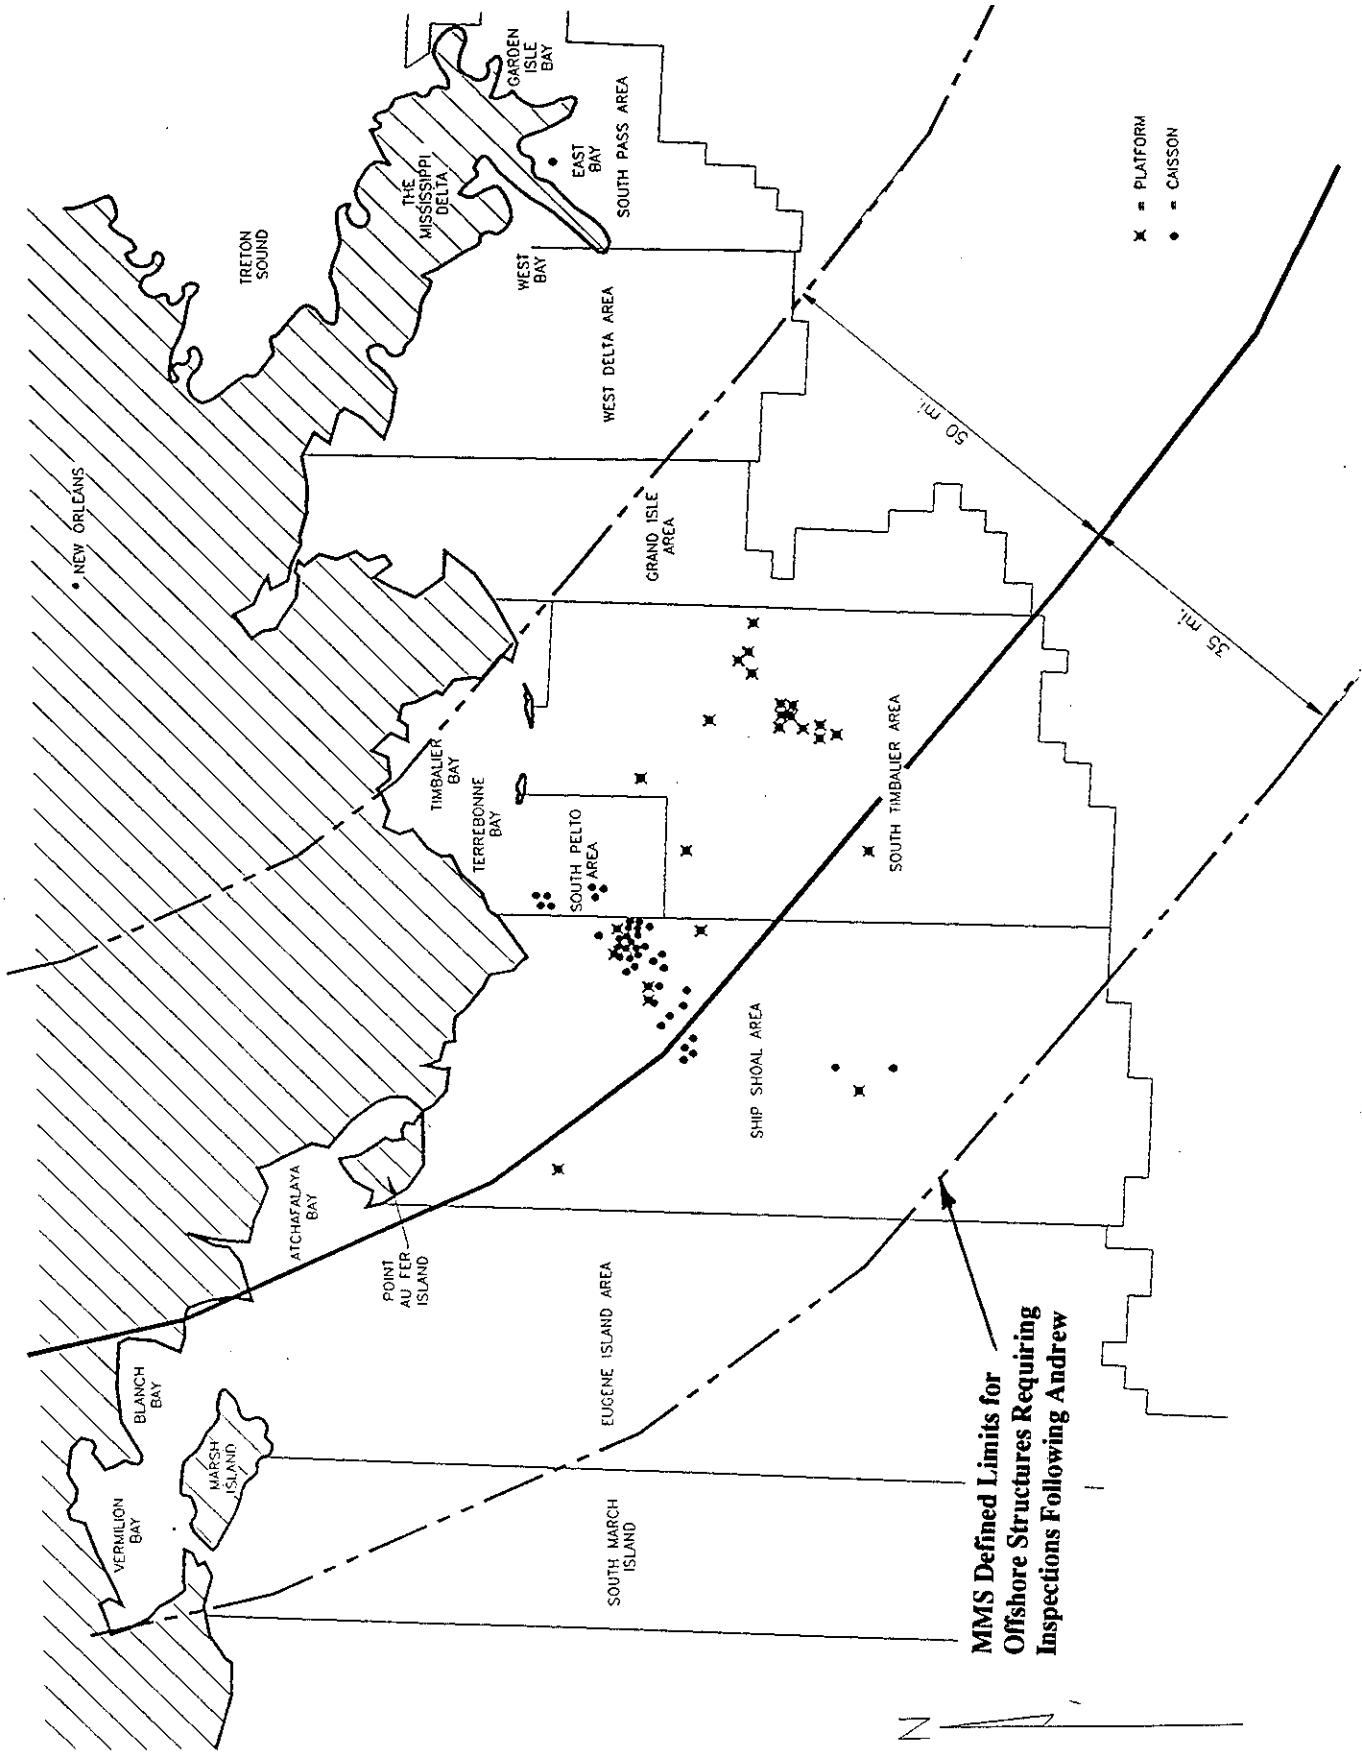 NEW ORLEANS
TRETON
SOUND
THE
MISSISSIPPI
DELTA
GARDEN
ISLE
BAY
EAST
BAY
WEST
BAY
SOUTH PASS AREA
WEST DELTA AREA
GRAND ISLE
AREA
TIMBALIER
BAY
TERREBONNE
BAY
SOUTH PELTO
AREA
SOUTH TIMBALIER AREA
SHIP SHOAL AREA
ATCHAFALAYA
BAY
POINT
AU FER
ISLAND
EUGENE ISLAND AREA
BLANCH
BAY
MARSH
ISLAND
VERMILION
BAY
SOUTH MARCH
ISLAND
50 mi.
35 mi.
= PLATFORM
= CAISSON
MMS Defined Limits for
Offshore Structures Requiring
Inspections Following Andrew
N